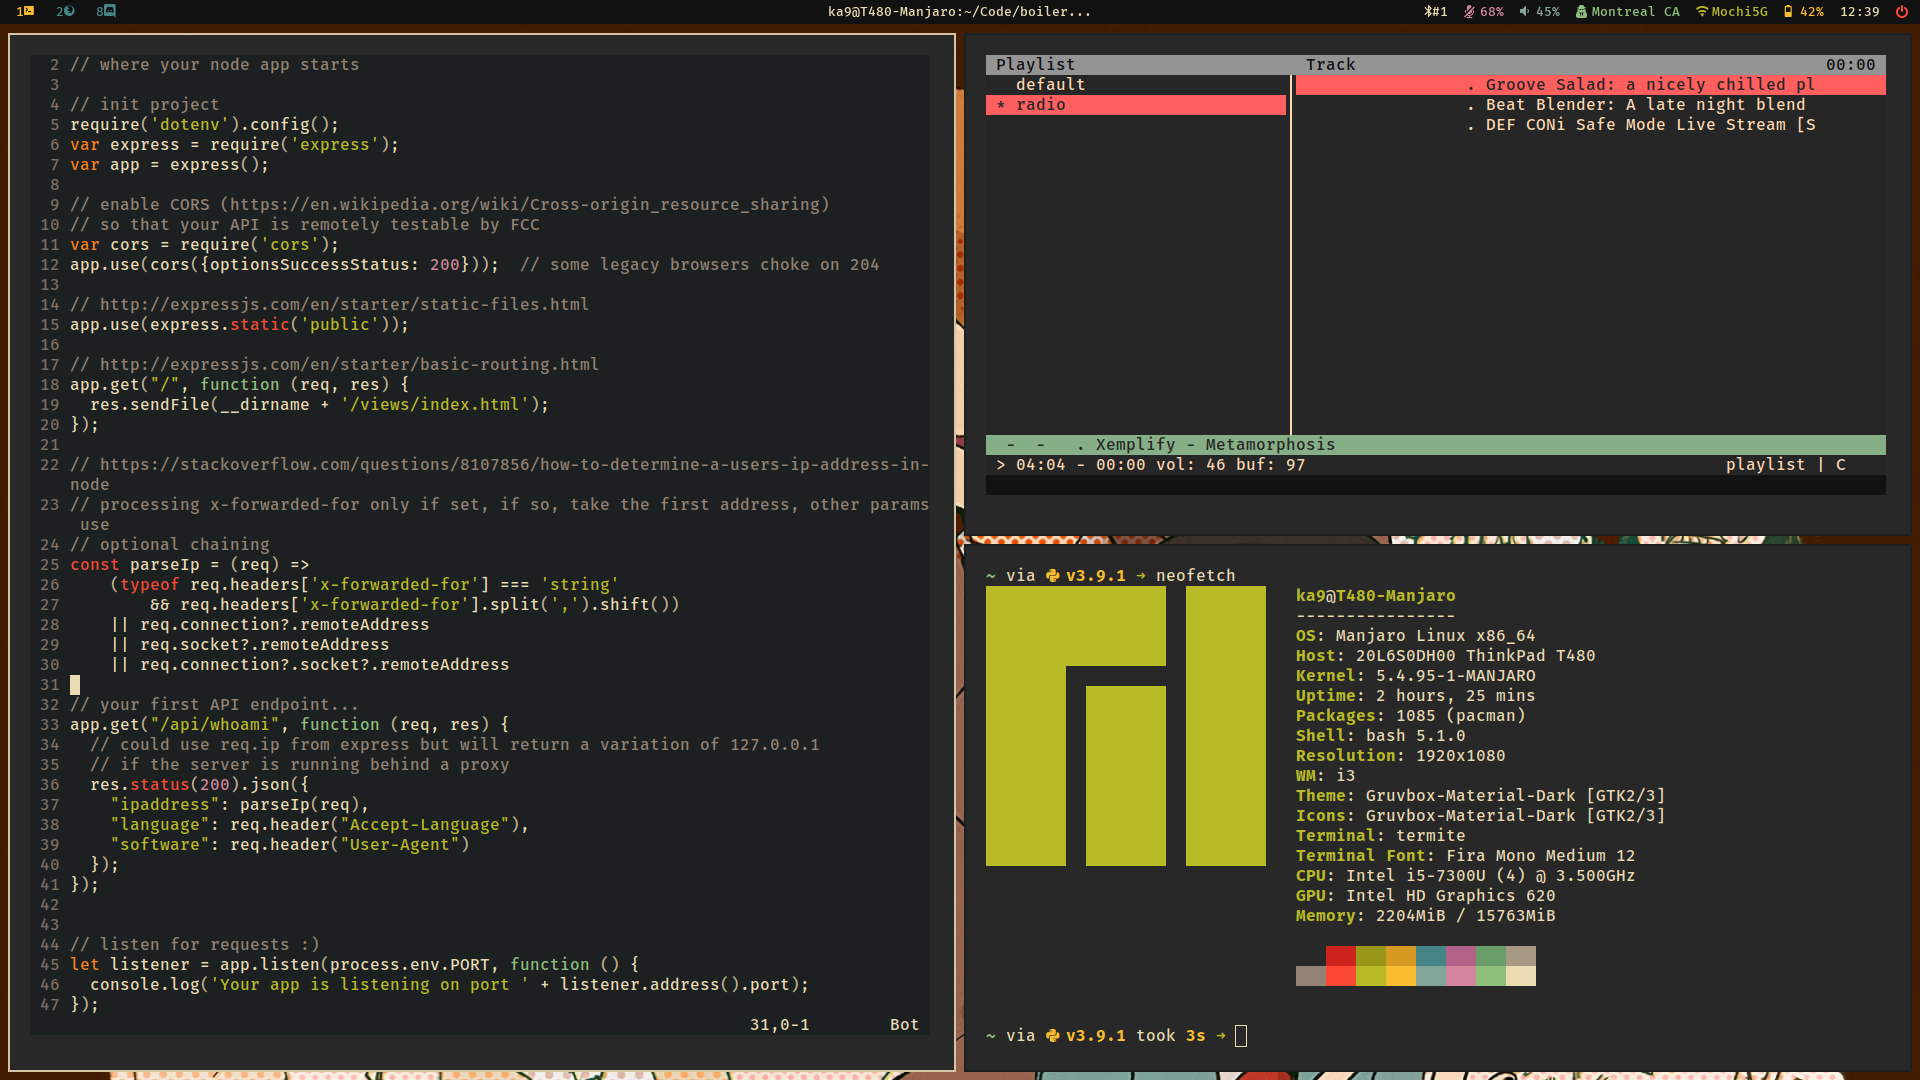 1 2 8 ka9@T480-Manjaro:~/Code/boiler... #1 68% 45% Montreal CA Mochi5G 42% 12:39
2 // where your node app starts
3
4 // init project
5 require('dotenv').config();
6 var express = require('express');
7 var app = express();
8
9 // enable CORS (https://en.wikipedia.org/wiki/Cross-origin_resource_sharing)
10 // so that your API is remotely testable by FCC
11 var cors = require('cors');
12 app.use(cors({optionsSuccessStatus: 200}));  // some legacy browsers choke on 204
13
14 // http://expressjs.com/en/starter/static-files.html
15 app.use(express.static('public'));
16
17 // http://expressjs.com/en/starter/basic-routing.html
18 app.get("/", function (req, res) {
19   res.sendFile(__dirname + '/views/index.html');
20 });
21
22 // https://stackoverflow.com/questions/8107856/how-to-determine-a-users-ip-address-in-
node
23 // processing x-forwarded-for only if set, if so, take the first address, other params
use
24 // optional chaining
25 const parseIp = (req) =>
26     (typeof req.headers['x-forwarded-for'] === 'string'
27         && req.headers['x-forwarded-for'].split(',').shift())
28     || req.connection?.remoteAddress
29     || req.socket?.remoteAddress
30     || req.connection?.socket?.remoteAddress
31
32 // your first API endpoint...
33 app.get("/api/whoami", function (req, res) {
34   // could use req.ip from express but will return a variation of 127.0.0.1
35   // if the server is running behind a proxy
36   res.status(200).json({
37     "ipaddress": parseIp(req),
38     "language": req.header("Accept-Language"),
39     "software": req.header("User-Agent")
40   });
41 });
42
43
44 // listen for requests :)
45 let listener = app.listen(process.env.PORT, function () {
46   console.log('Your app is listening on port ' + listener.address().port);
47 });
31,0-1 Bot
Playlist Track 00:00
default . Groove Salad: a nicely chilled pl
* radio . Beat Blender: A late night blend
. DEF CONi Safe Mode Live Stream [S
-  -   . Xemplify - Metamorphosis
> 04:04 - 00:00 vol: 46 buf: 97 playlist | C
~ via v3.9.1 → neofetch
ka9@T480-Manjaro
----------------
OS: Manjaro Linux x86_64
Host: 20L6S0DH00 ThinkPad T480
Kernel: 5.4.95-1-MANJARO
Uptime: 2 hours, 25 mins
Packages: 1085 (pacman)
Shell: bash 5.1.0
Resolution: 1920x1080
WM: i3
Theme: Gruvbox-Material-Dark [GTK2/3]
Icons: Gruvbox-Material-Dark [GTK2/3]
Terminal: termite
Terminal Font: Fira Mono Medium 12
CPU: Intel i5-7300U (4) @ 3.500GHz
GPU: Intel HD Graphics 620
Memory: 2204MiB / 15763MiB
~ via v3.9.1 took 3s →